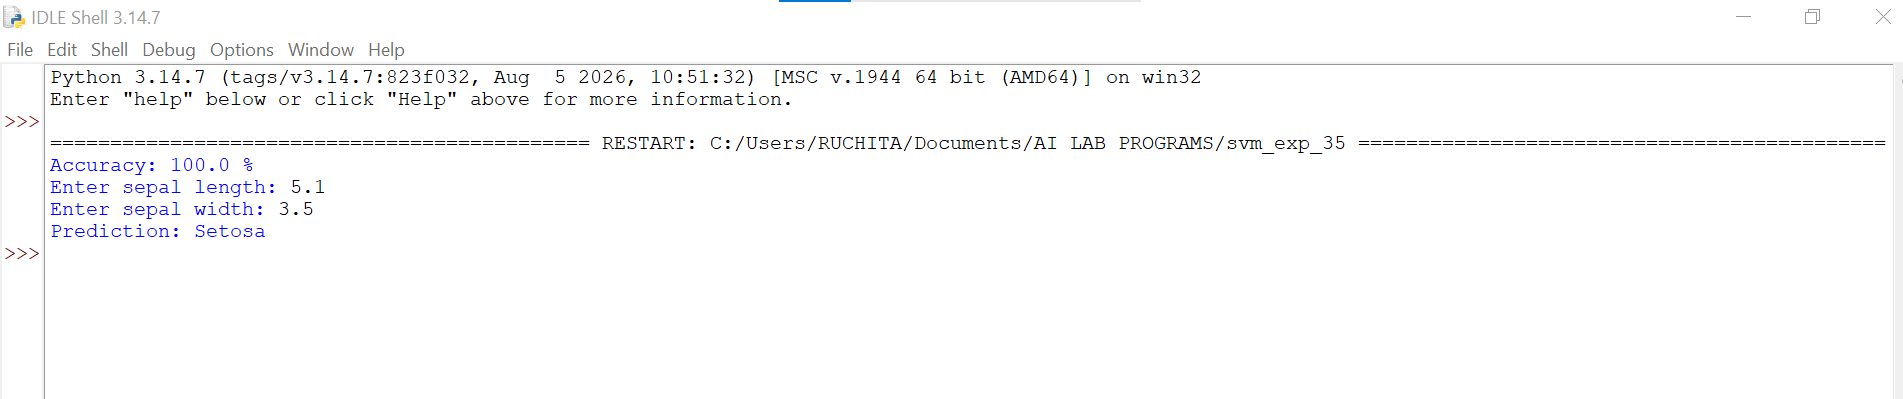 IDLE Shell 3.14.7
File Edit Shell Debug Options Window Help
Python 3.14.7 (tags/v3.14.7:823f032, Aug  5 2026, 10:51:32) [MSC v.1944 64 bit (AMD64)] on win32
Enter "help" below or click "Help" above for more information.
>>>
============================================= RESTART: C:/Users/RUCHITA/Documents/AI LAB PROGRAMS/svm_exp_35 ============================================
Accuracy: 100.0 %
Enter sepal length: 5.1
Enter sepal width: 3.5
Prediction: Setosa
>>>